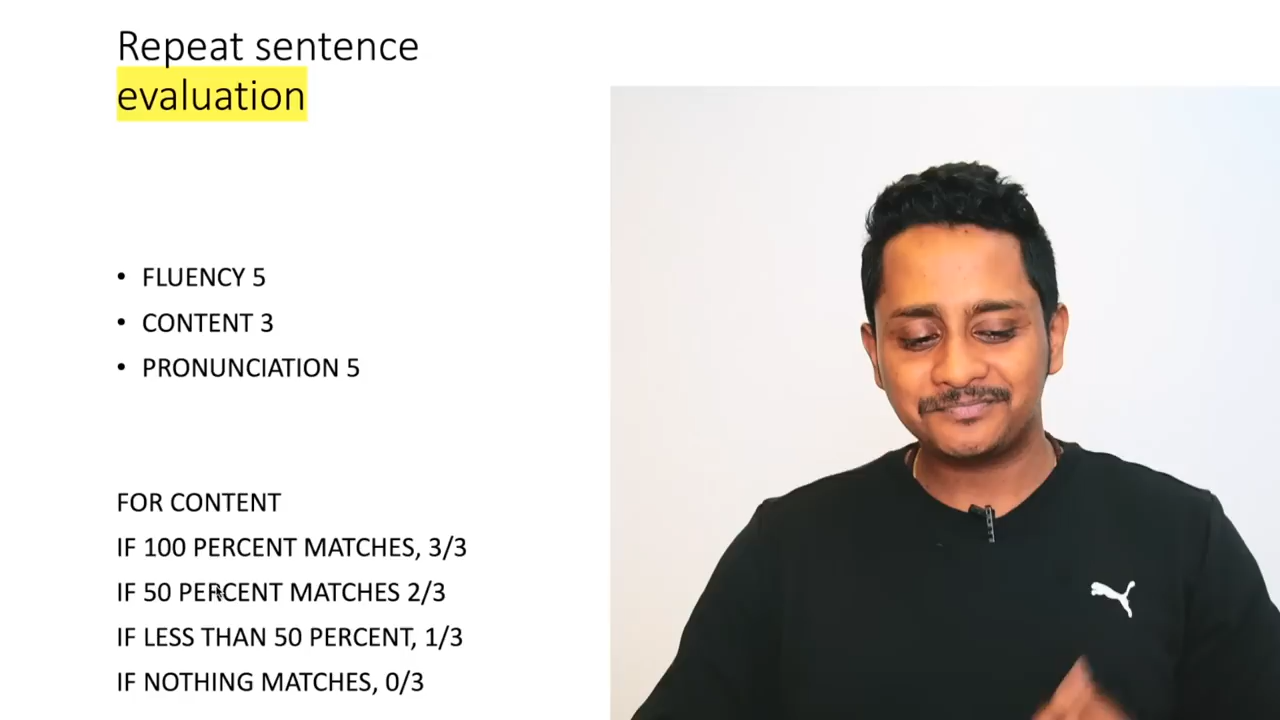 Repeat sentence
evaluation
• FLUENCY 5
• CONTENT 3
• PRONUNCIATION 5
FOR CONTENT
IF 100 PERCENT MATCHES, 3/3
IF 50 PERCENT MATCHES 2/3
IF LESS THAN 50 PERCENT, 1/3
IF NOTHING MATCHES, 0/3